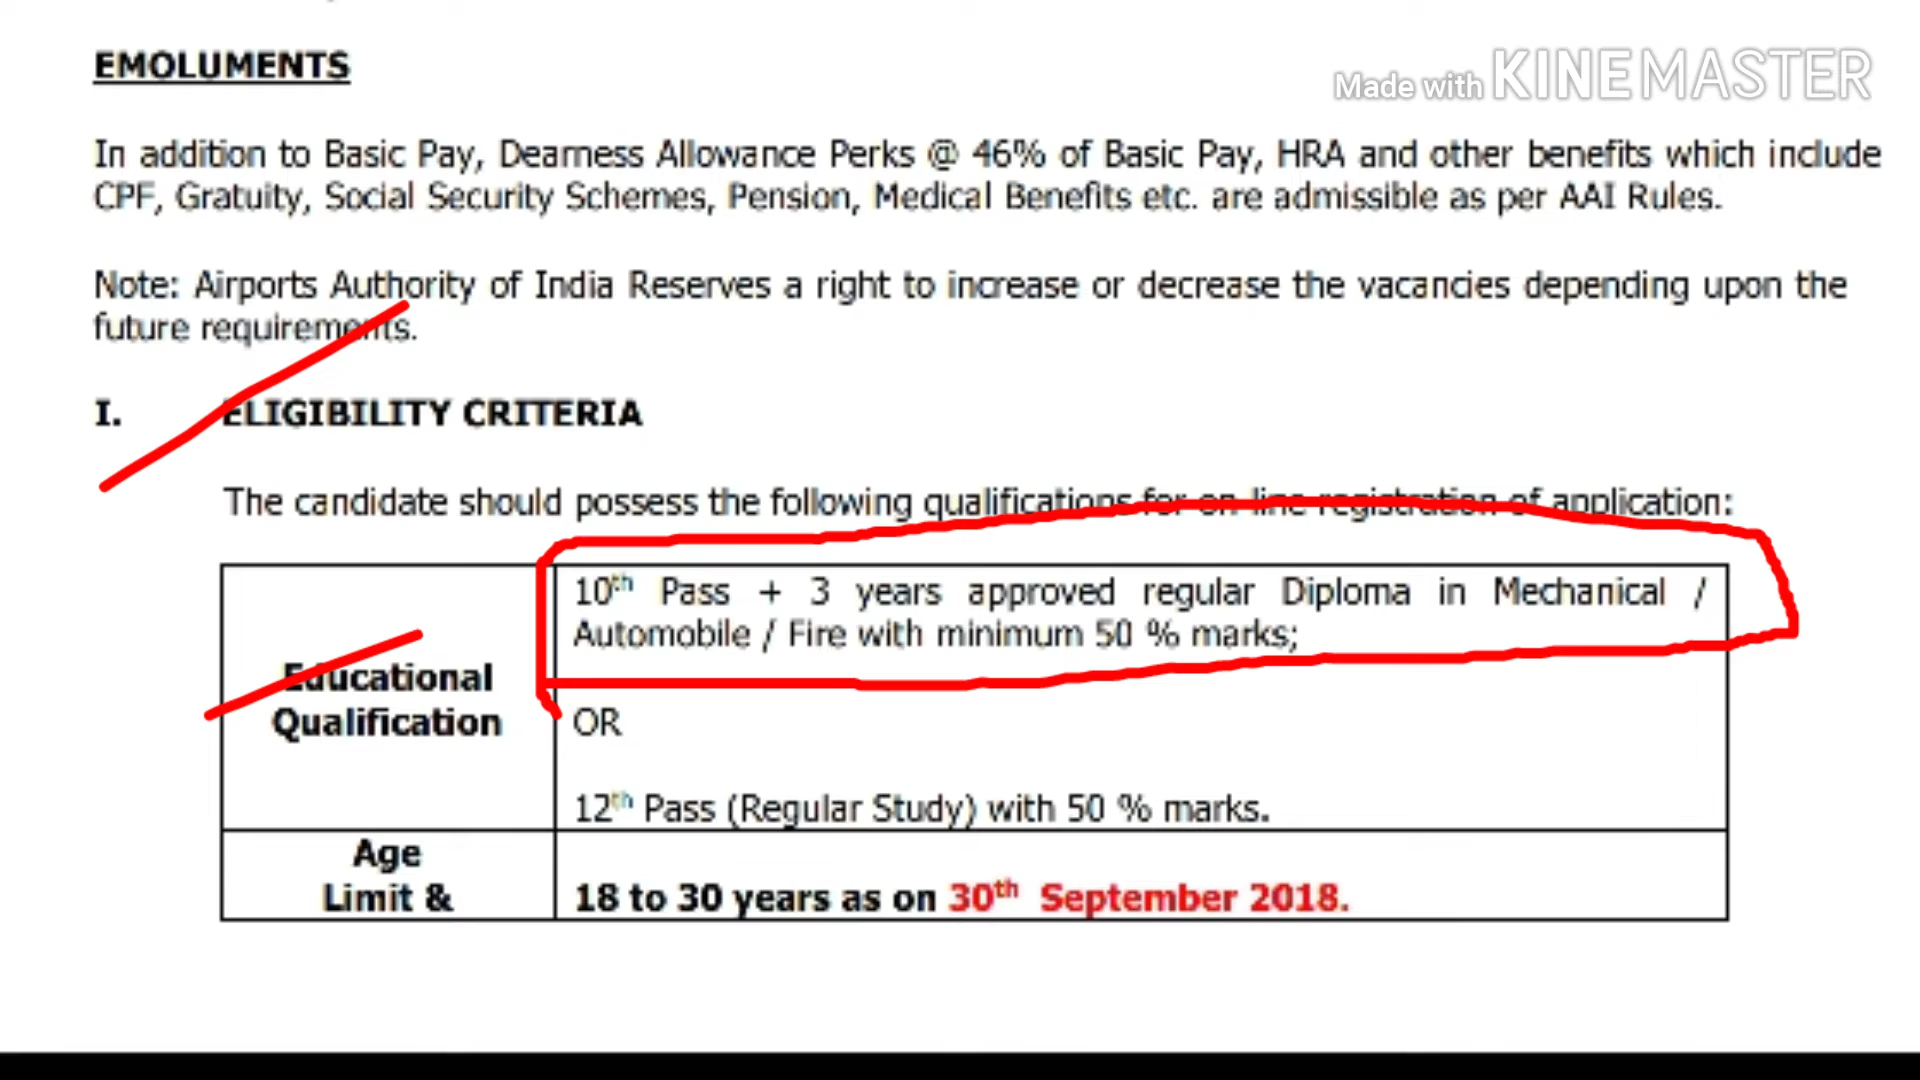 EMOLUMENTS
Made with KINEMASTER
In addition to Basic Pay, Dearness Allowance Perks @ 46% of Basic Pay, HRA and other benefits which include
CPF, Gratuity, Social Security Schemes, Pension, Medical Benefits etc. are admissible as per AAI Rules.
Note: Airports Authority of India Reserves a right to increase or decrease the vacancies depending upon the
future requirements.
I. ELIGIBILITY CRITERIA
The candidate should possess the following qualifications for on-line registration of application:
10th Pass + 3 years approved regular Diploma in Mechanical /
Automobile / Fire with minimum 50 % marks;
Educational
Qualification
OR
12th Pass (Regular Study) with 50 % marks.
Age
Limit &
18 to 30 years as on 30th September 2018.